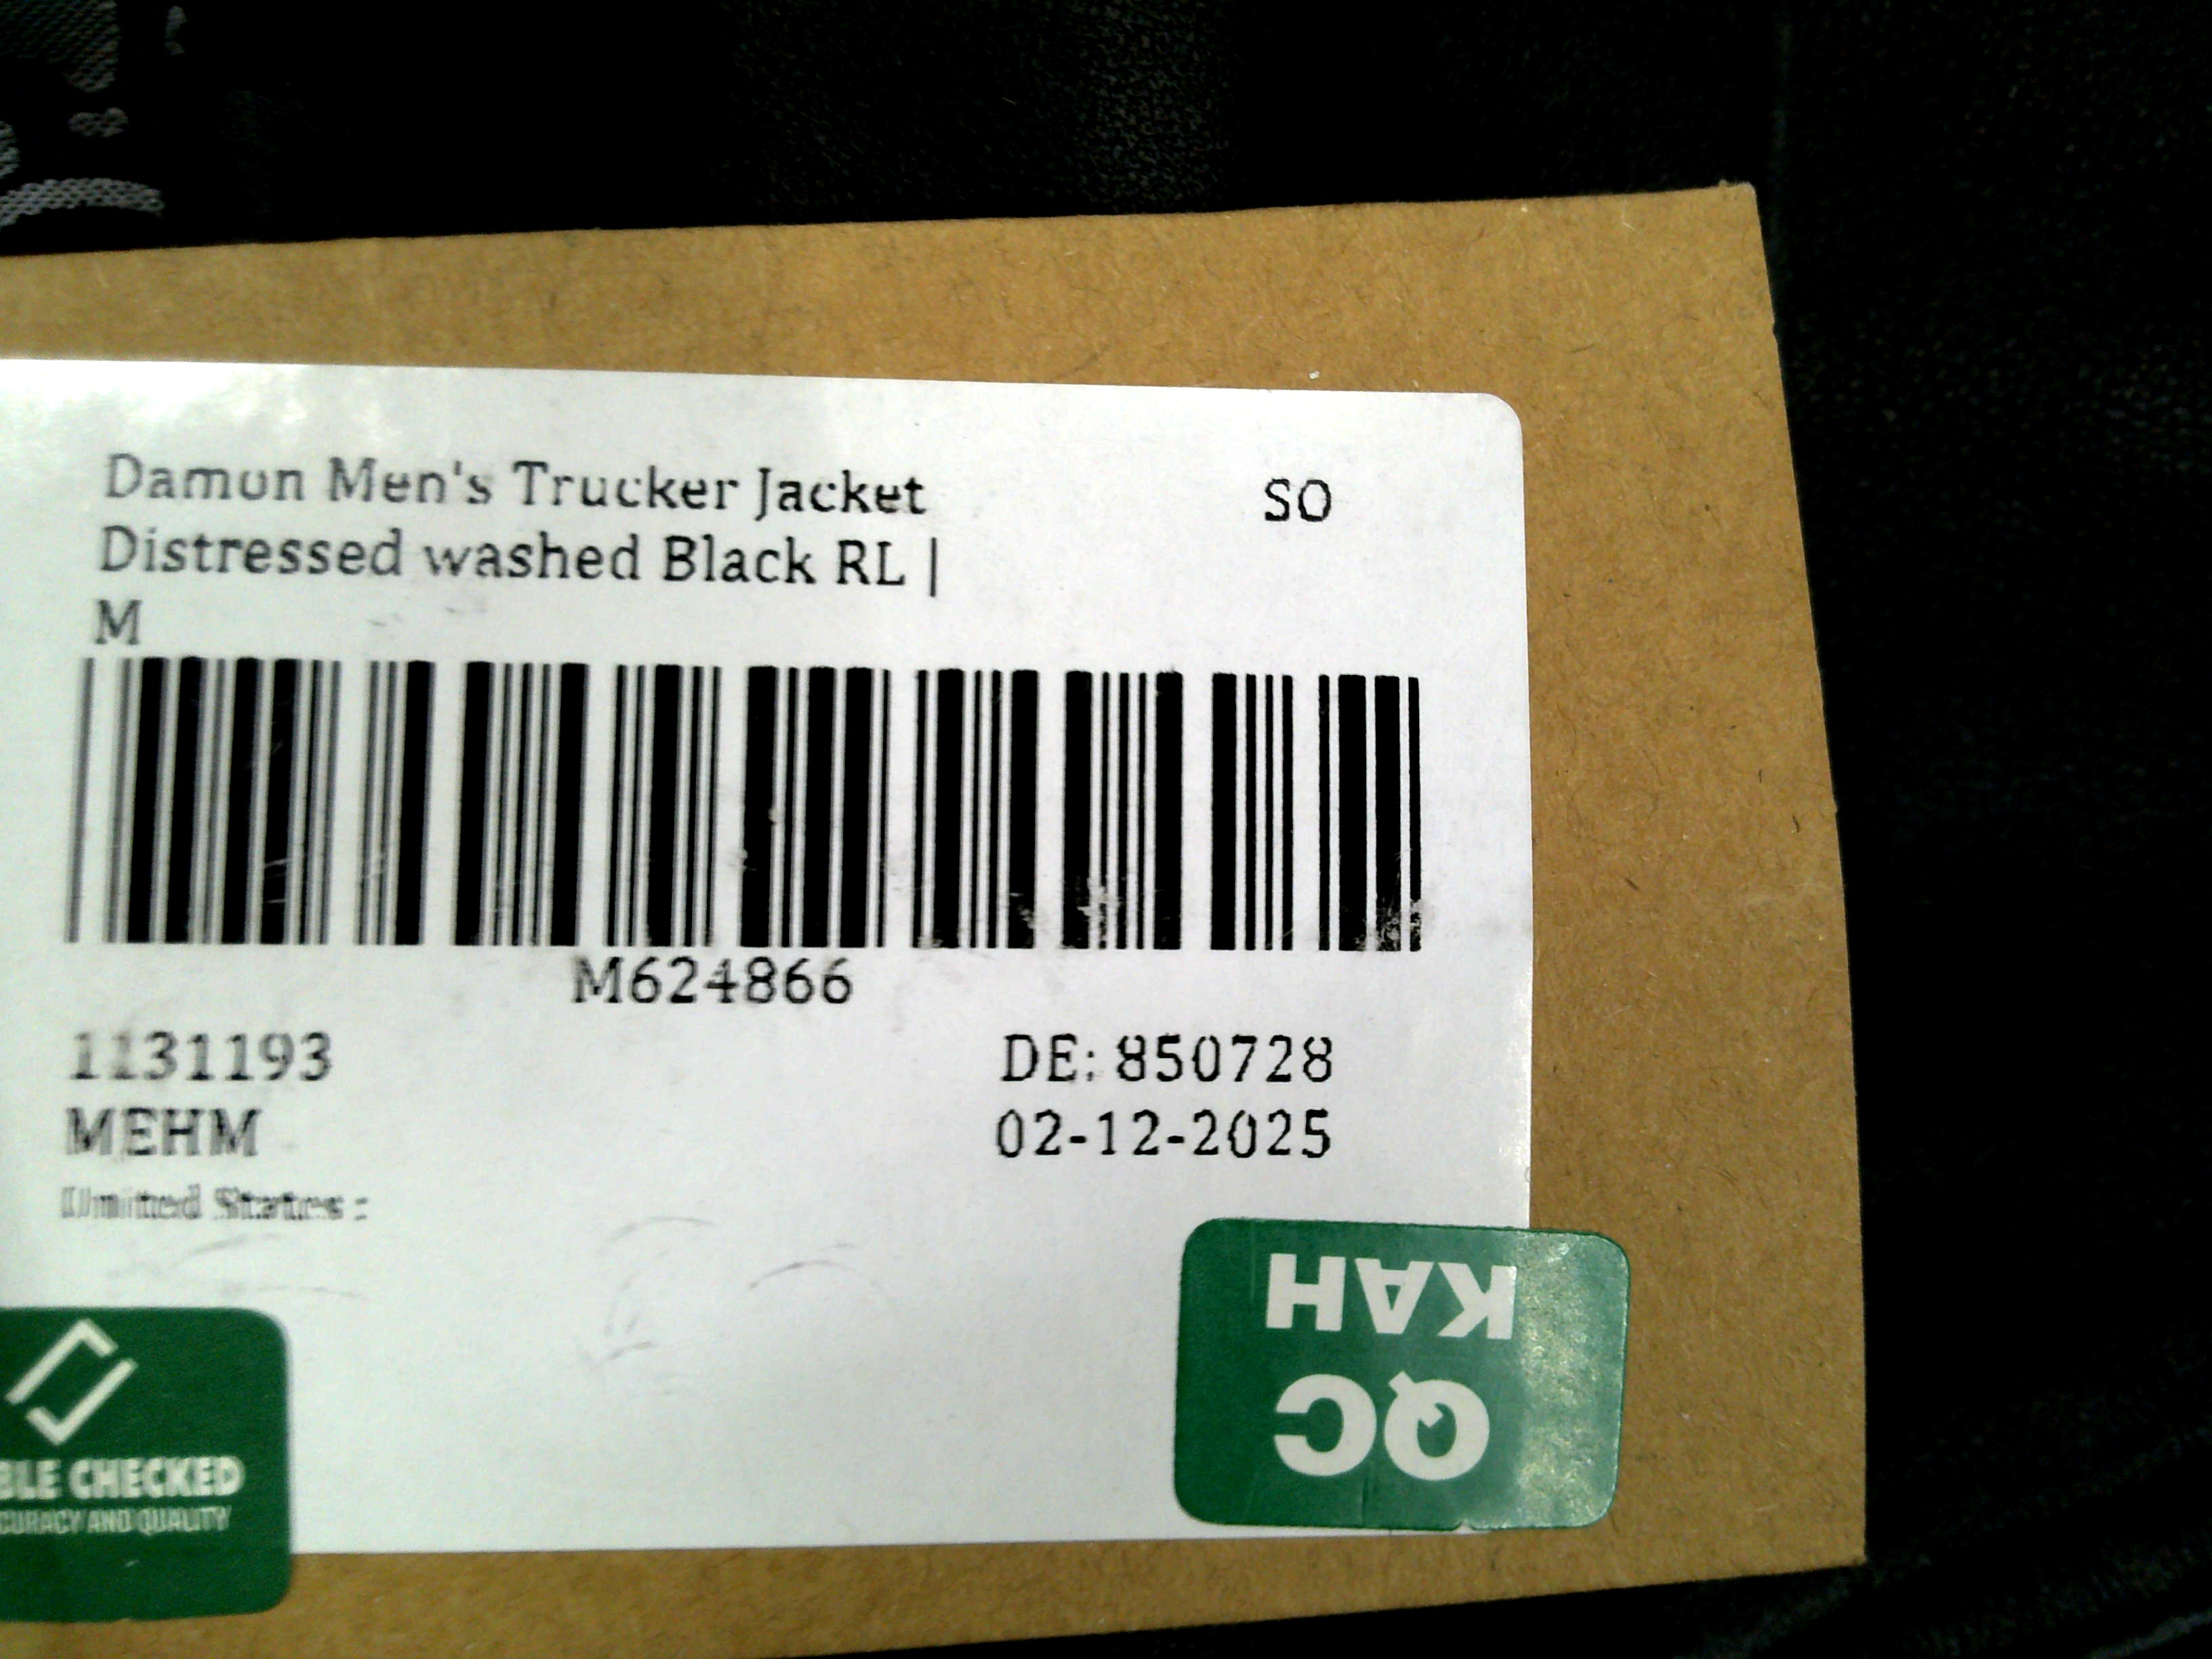 Damon Men's Trucker Jacket
SO
Distressed washed Black RL |
M
M624866
1131193
DE: 850728
MEHM
02-12-2025
United States :
QC
KAH
BLE CHECKED
CURACY AND QUALITY